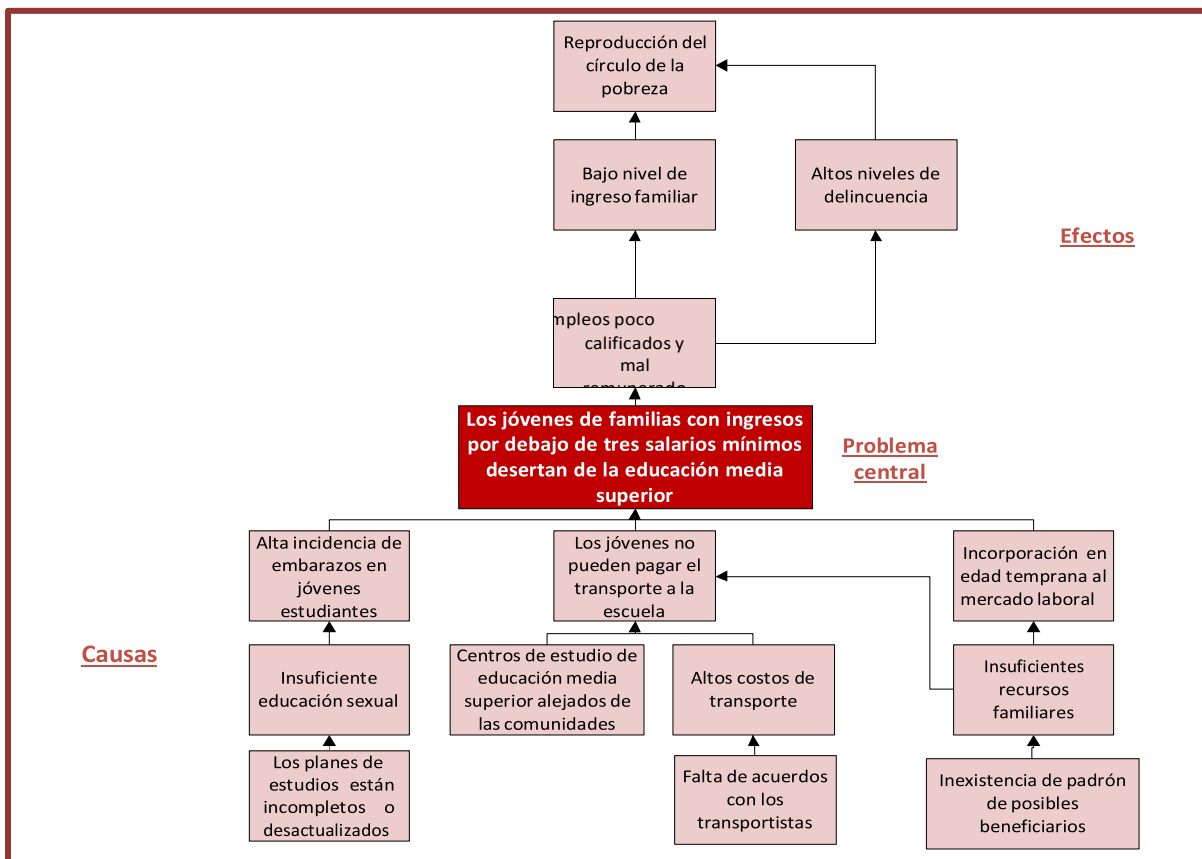 Reproducción del
círculo de la
pobreza
Bajo nivel de
ingreso familiar
Altos niveles de
delincuencia
Efectos
mpleos poco
calificados y
mal
remunerado
Los jóvenes de familias con ingresos
por debajo de tres salarios mínimos
desertan de la educación media
superior
Problema
central
Alta incidencia de
embarazos en
jóvenes
estudiantes
Los jóvenes no
pueden pagar el
transporte a la
escuela
Incorporación en
edad temprana al
mercado laboral
Causas
Insuficiente
educación sexual
Centros de estudio de
educación media
superior alejados de
las comunidades
Altos costos de
transporte
Insuficientes
recursos
familiares
Los planes de
estudios están
incompletos o
desactualizados
Falta de acuerdos
con los
transportistas
Inexistencia de padrón
de posibles
beneficiarios